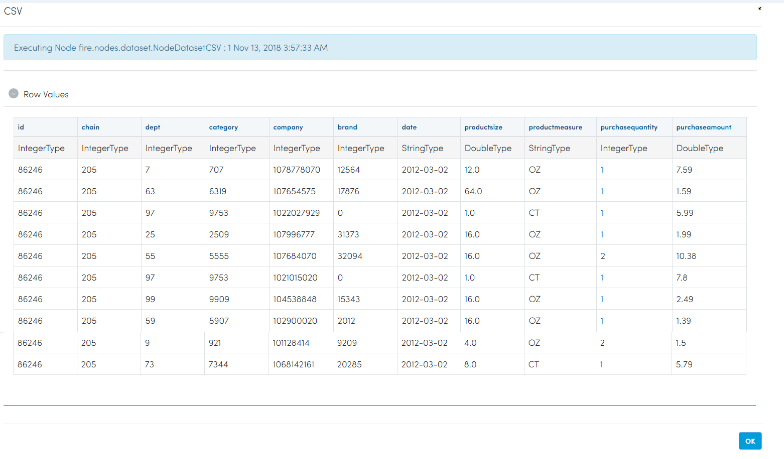 CSV
Executing Node fire.nodes.dataset.NodeDatasetCSV : 1 Nov 13, 2018 3:57:33 AM
Row Values
id chain dept category company brand date productsize productmeasure purchasequantity purchaseamount
IntegerType IntegerType IntegerType IntegerType IntegerType IntegerType StringType DoubleType StringType IntegerType DoubleType
86246 205 7 707 1078778070 12564 2012-03-02 12.0 OZ 1 7.59
86246 205 63 6319 107654575 17876 2012-03-02 64.0 OZ 1 1.59
86246 205 97 9753 1022027929 0 2012-03-02 1.0 CT 1 5.99
86246 205 25 2509 107996777 31373 2012-03-02 16.0 OZ 1 1.99
86246 205 55 5555 107684070 32094 2012-03-02 16.0 OZ 2 10.38
86246 205 97 9753 1021015020 0 2012-03-02 1.0 CT 1 7.8
86246 205 99 9909 104538848 15343 2012-03-02 16.0 OZ 1 2.49
86246 205 59 5907 102900020 2012 2012-03-02 16.0 OZ 1 1.39
86246 205 9 921 101128414 9209 2012-03-02 4.0 OZ 2 1.5
86246 205 73 7344 1068142161 20285 2012-03-02 8.0 CT 1 5.79
OK